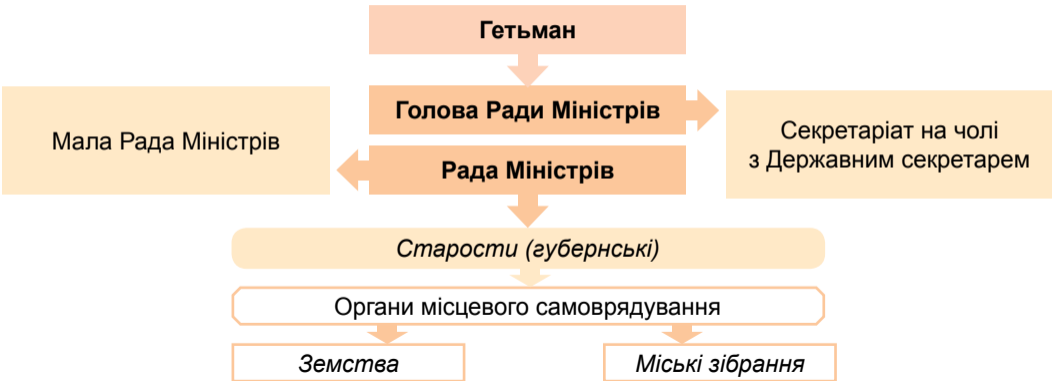 Гетьман
Голова Ради Міністрів
Мала Рада Міністрів
Секретаріат на чолі
з Державним секретарем
Рада Міністрів
Старости (губернські)
Органи місцевого самоврядування
Земства
Міські зібрання